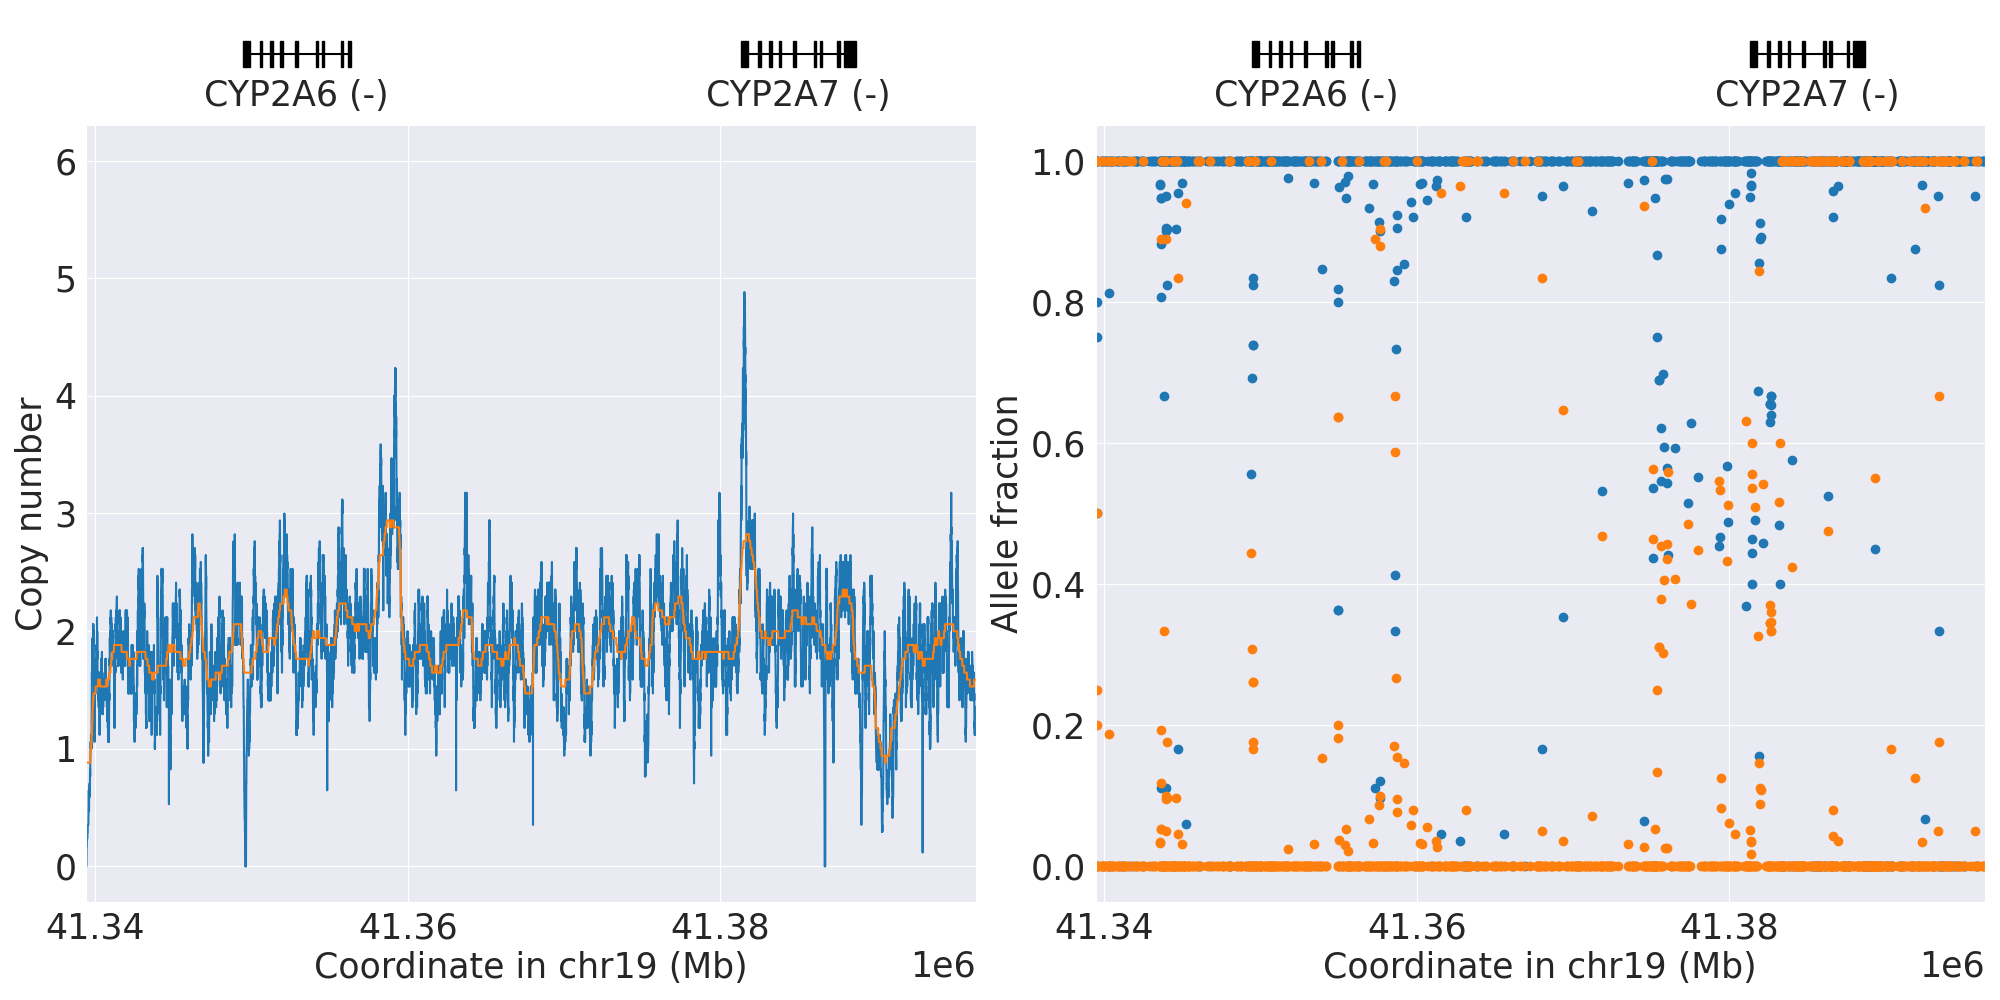 CYP2A6 (-)
CYP2A7 (-)
6
5
4
3
2
1
0
Copy number
41.34
41.36
41.38
Coordinate in chr19 (Mb)
1e6
CYP2A6 (-)
CYP2A7 (-)
1.0
0.8
0.6
0.4
0.2
0.0
Allele fraction
41.34
41.36
41.38
Coordinate in chr19 (Mb)
1e6